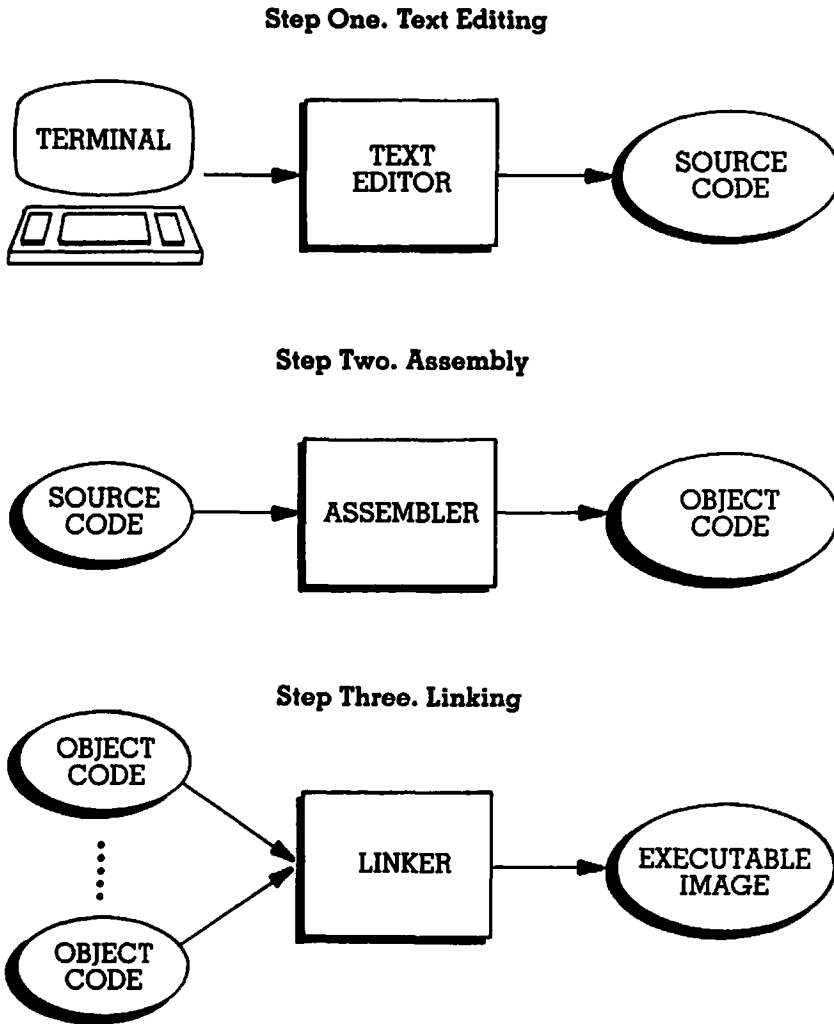 Step One. Text Editing
TERMINAL
TEXT
EDITOR
SOURCE
CODE
Step Two. Assembly
SOURCE
CODE
ASSEMBLER
OBJECT
CODE
Step Three. Linking
OBJECT
CODE
LINKER
EXECUTABLE
IMAGE
OBJECT
CODE